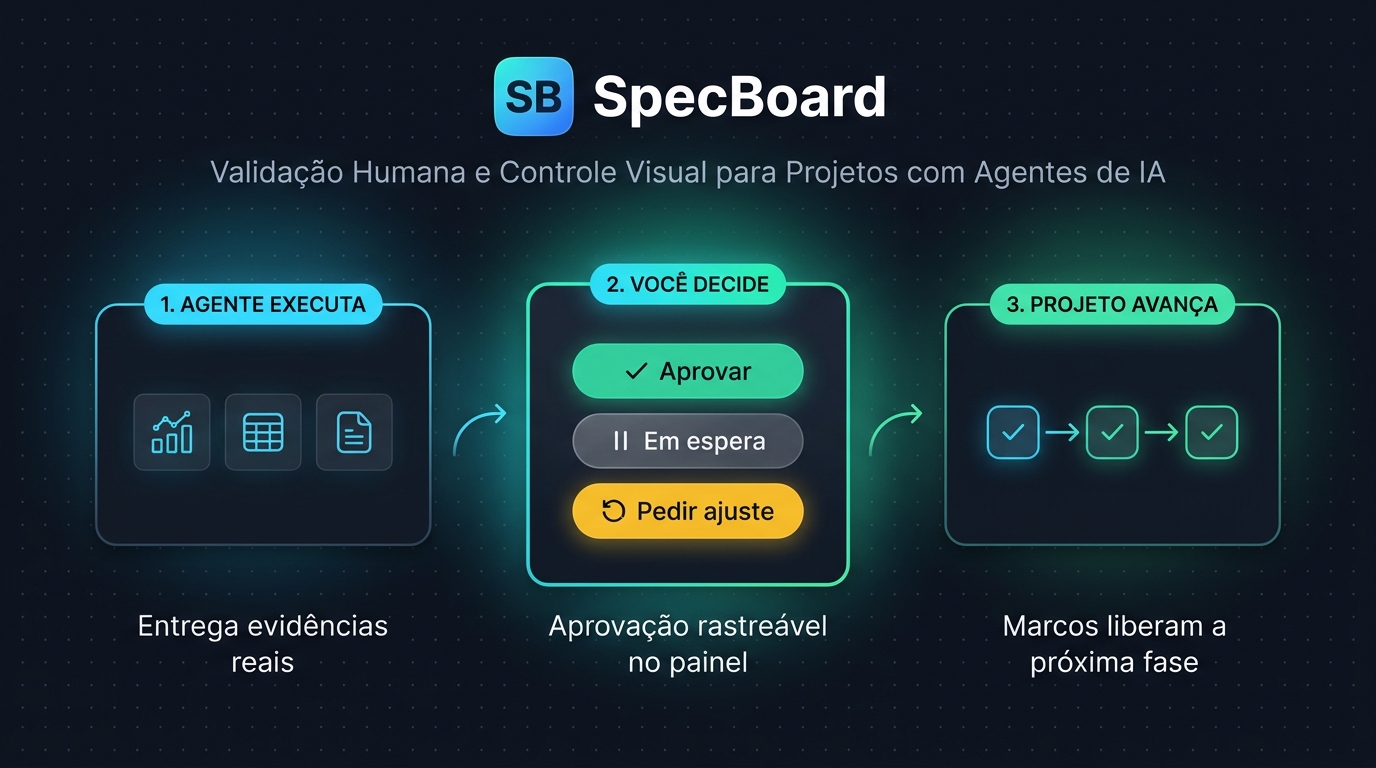 SB SpecBoard
Validação Humana e Controle Visual para Projetos com Agentes de IA
1. AGENTE EXECUTA
Entrega evidências
reais
2. VOCÊ DECIDE
Aprovar
Em espera
Pedir ajuste
Aprovação rastreável
no painel
3. PROJETO AVANÇA
Marcos liberam a
próxima fase